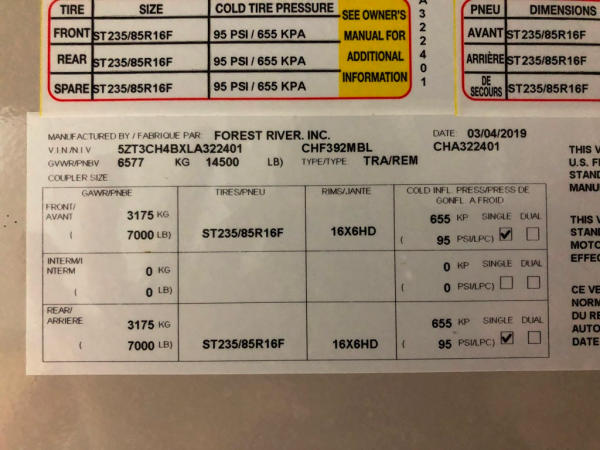 TIRE SIZE COLD TIRE PRESSURE SEE OWNER'S MANUAL FOR ADDITIONAL INFORMATION
FRONT ST235/85R16F 95 PSI / 655 KPA
REAR ST235/85R16F 95 PSI / 655 KPA
SPARE ST235/85R16F 95 PSI / 655 KPA
A322401
PNEU DIMENSIONS
AVANT ST235/85R16F
ARRIÈRE ST235/85R16F
DE SECOURS ST235/85R16F
MANUFACTURED BY / FABRIQUE PAR: FOREST RIVER. INC. DATE: 03/04/2019
V.I.N/N.I.V 5ZT3CH4BXLA322401 CHF392MBL CHA322401
GVWR/PNBV 6577 KG 14500 LB) TYPE/TYPE TRA/REM
COUPLER SIZE
GAWR/PNBE TIRES/PNEU RIMS/JANTE COLD INFL. PRESS/PRESS DE GONFL. A FROID
FRONT/ AVANT 3175 KG 655 KP SINGLE DUAL
( 7000 LB) ST235/85R16F 16X6HD ( 95 PSI/LPC)
INTERM/I NTERM 0 KG 0 KP SINGLE DUAL
( 0 LB) ( 0 PSI/LPC)
REAR/ ARRIERE 3175 KG 655 KP SINGLE DUAL
( 7000 LB) ST235/85R16F 16X6HD ( 95 PSI/LPC)
THIS V
U.S. F
STAND
MANU
THIS V
STAN
MOTO
EFFEC
CE VE
NORM
DU RE
AUTO
DATE